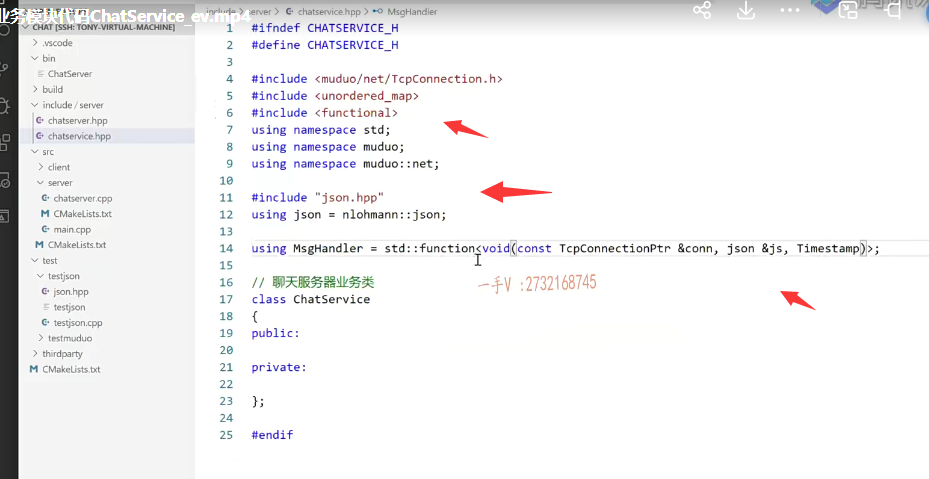 业务模块代码ChatService_ev.mp4
include > server > chatservice.hpp > MsgHandler
CHAT [SSH: TONY-VIRTUAL-MACHINE]
.vscode
bin
ChatServer
build
include / server
chatserver.hpp
chatservice.hpp
src
client
server
chatserver.cpp
CMakeLists.txt
main.cpp
CMakeLists.txt
test
testjson
json.hpp
testjson
testjson.cpp
testmuduo
thirdparty
CMakeLists.txt
1 #ifndef CHATSERVICE_H
2 #define CHATSERVICE_H
3
4 #include <muduo/net/TcpConnection.h>
5 #include <unordered_map>
6 #include <functional>
7 using namespace std;
8 using namespace muduo;
9 using namespace muduo::net;
10
11 #include "json.hpp"
12 using json = nlohmann::json;
13
14 using MsgHandler = std::function<void(const TcpConnectionPtr &conn, json &js, Timestamp)>;
15
16 // 聊天服务器业务类
17 class ChatService
18 {
19 public:
20
21 private:
22
23 };
24
25 #endif
一手V :2732168745